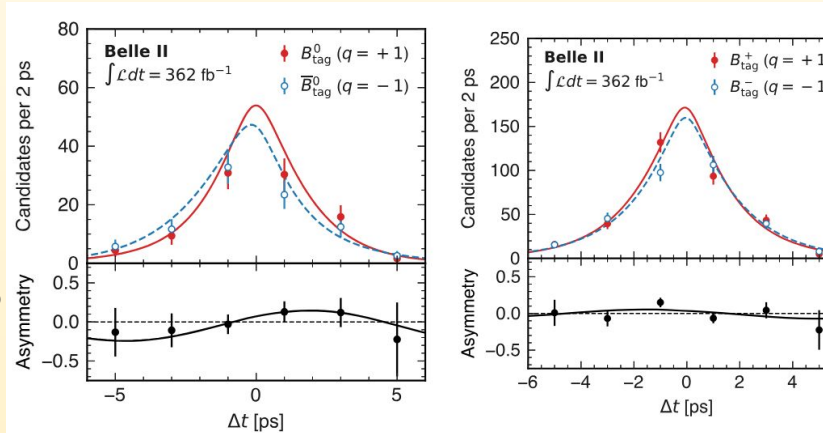 80
60
40
20
0
Candidates per 2 ps
Belle II
∫ℒdt = 362 fb⁻¹
B⁰tag (q = +1)
B̅⁰tag (q = −1)
0.5
0.0
−0.5
Asymmetry
−5 0 5
Δt [ps]
250
200
150
100
50
0
Candidates per 2 ps
Belle II
∫ℒdt = 362 fb⁻¹
B⁺tag (q = +1
B⁻tag (q = −1)
0.5
0.0
−0.5
Asymmetry
−6 −4 −2 0 2 4
Δt [ps]